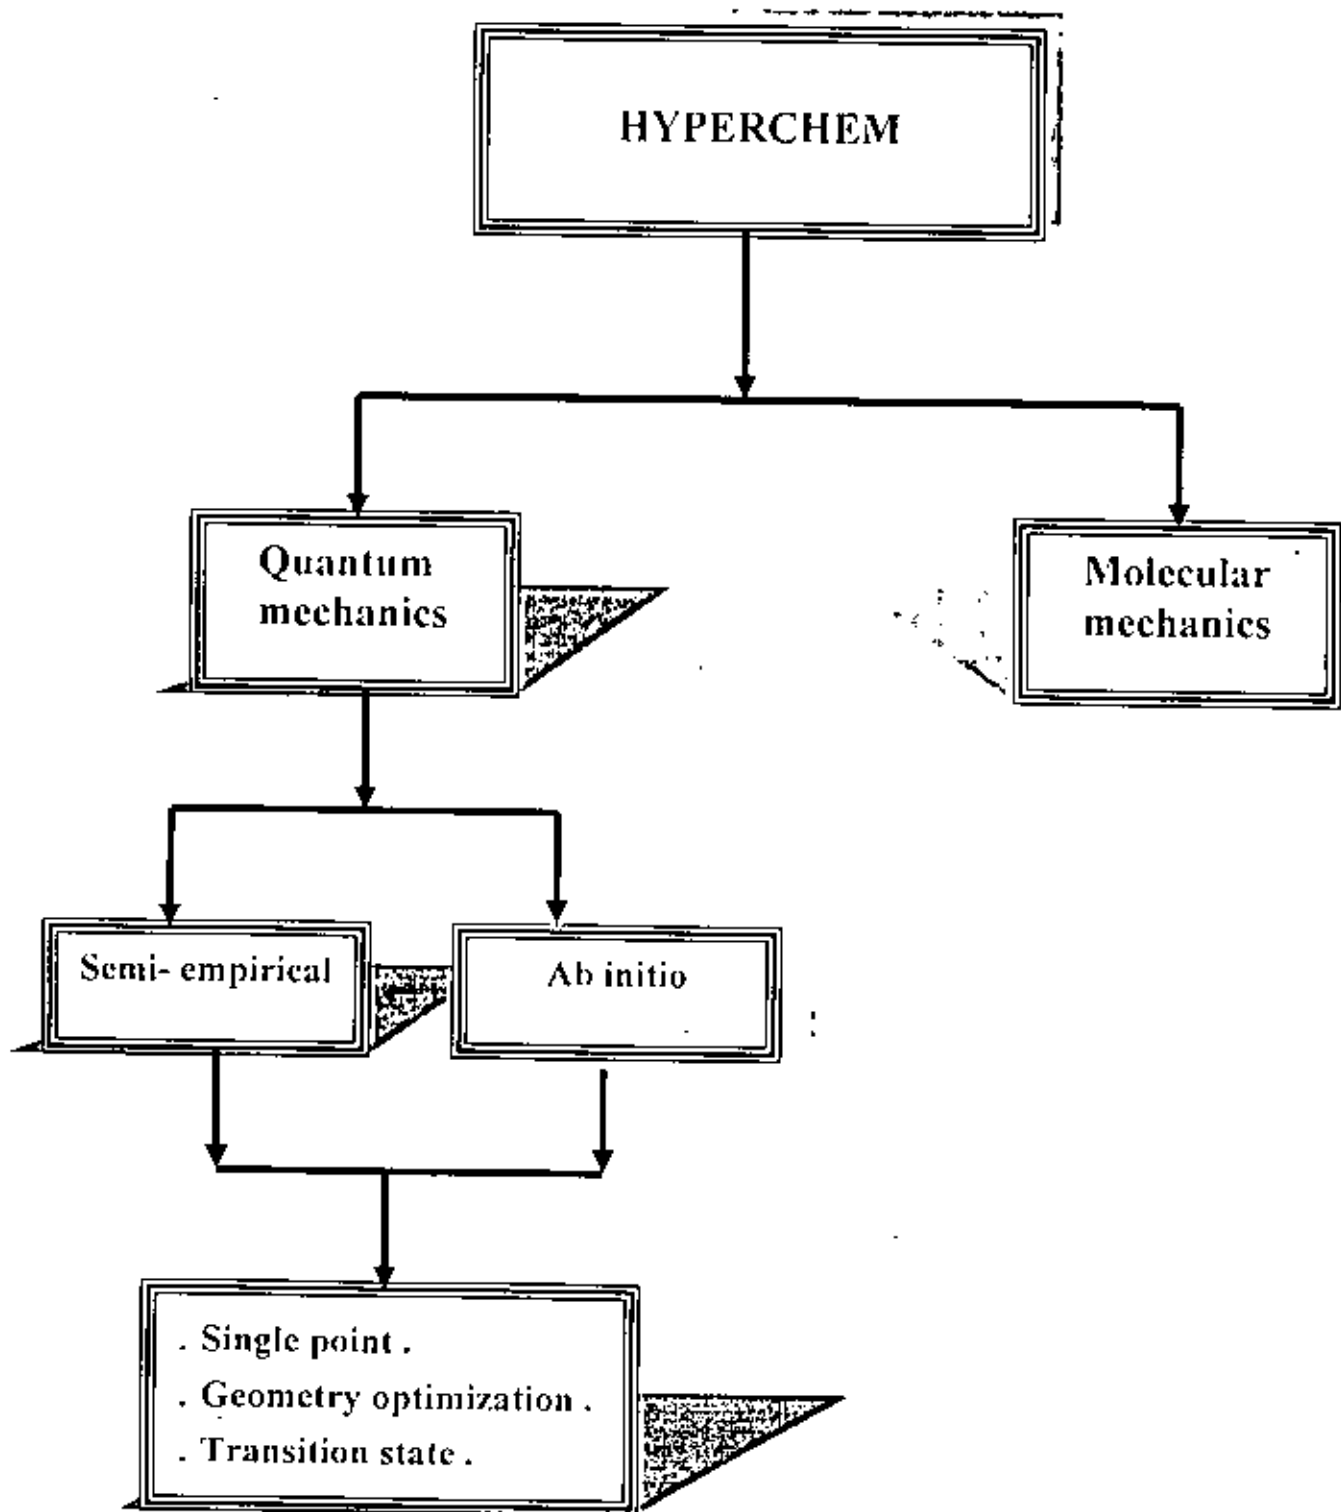 HYPERCHEM
Quantum
mechanics
Molecular
mechanics
Semi- empirical
Ab initio
. Single point .
. Geometry optimization .
. Transition state .